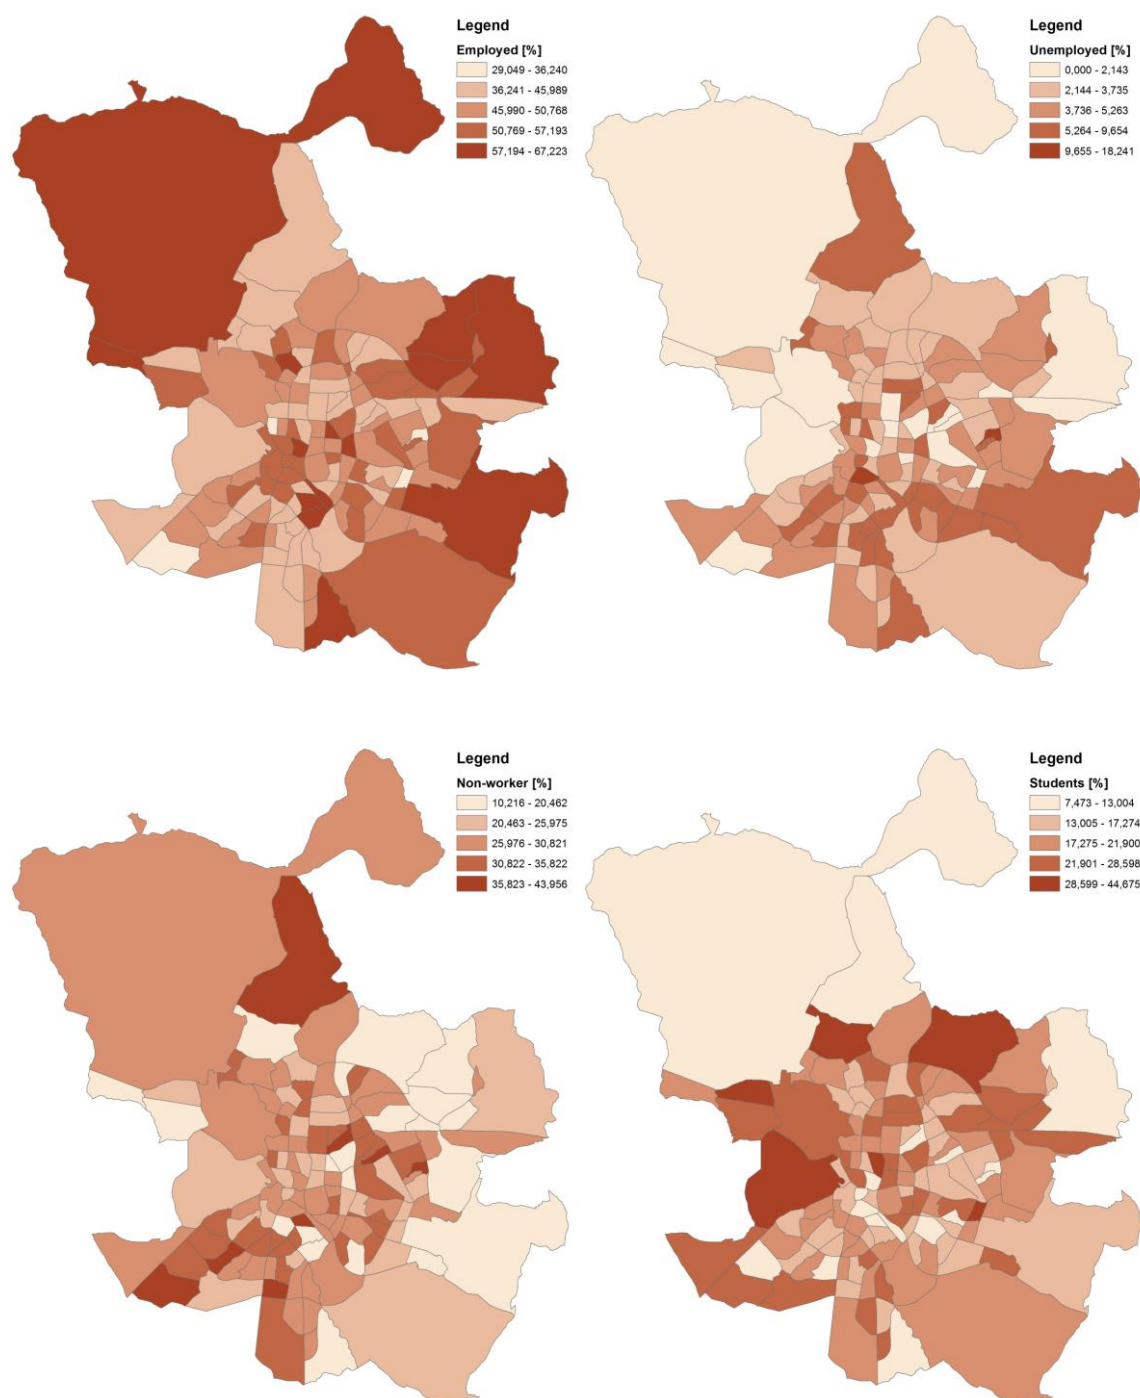 Legend
Employed [%]
29,049 - 36,240
36,241 - 45,989
45,990 - 50,768
50,769 - 57,193
57,194 - 67,223
Legend
Unemployed [%]
0,000 - 2,143
2,144 - 3,735
3,736 - 5,263
5,264 - 9,654
9,655 - 18,241
Legend
Non-worker [%]
10,216 - 20,462
20,463 - 25,975
25,976 - 30,821
30,822 - 35,822
35,823 - 43,956
Legend
Students [%]
7,473 - 13,004
13,005 - 17,274
17,275 - 21,900
21,901 - 28,598
28,599 - 44,675